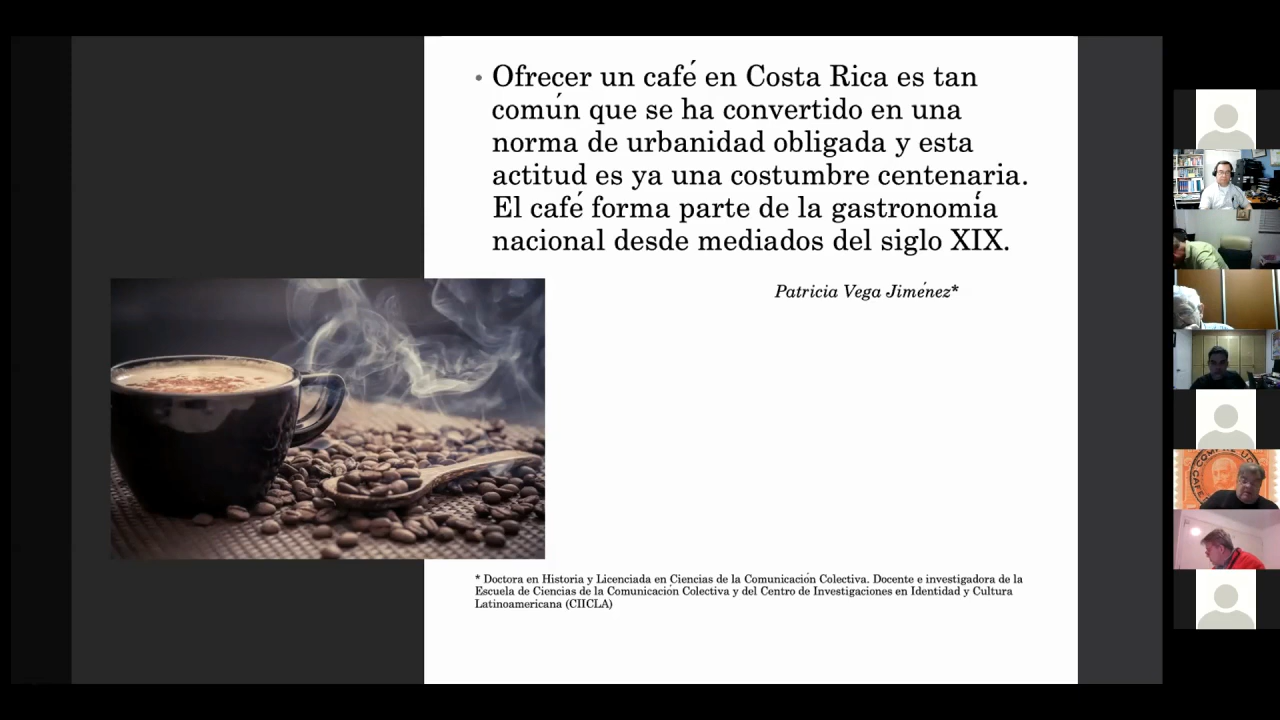 • Ofrecer un café en Costa Rica es tan
común que se ha convertido en una
norma de urbanidad obligada y esta
actitud es ya una costumbre centenaria.
El café forma parte de la gastronomía
nacional desde mediados del siglo XIX.
Patricia Vega Jiménez*
* Doctora en Historia y Licenciada en Ciencias de la Comunicación Colectiva. Docente e investigadora de la
Escuela de Ciencias de la Comunicación Colectiva y del Centro de Investigaciones en Identidad y Cultura
Latinoamericana (CIICLA)